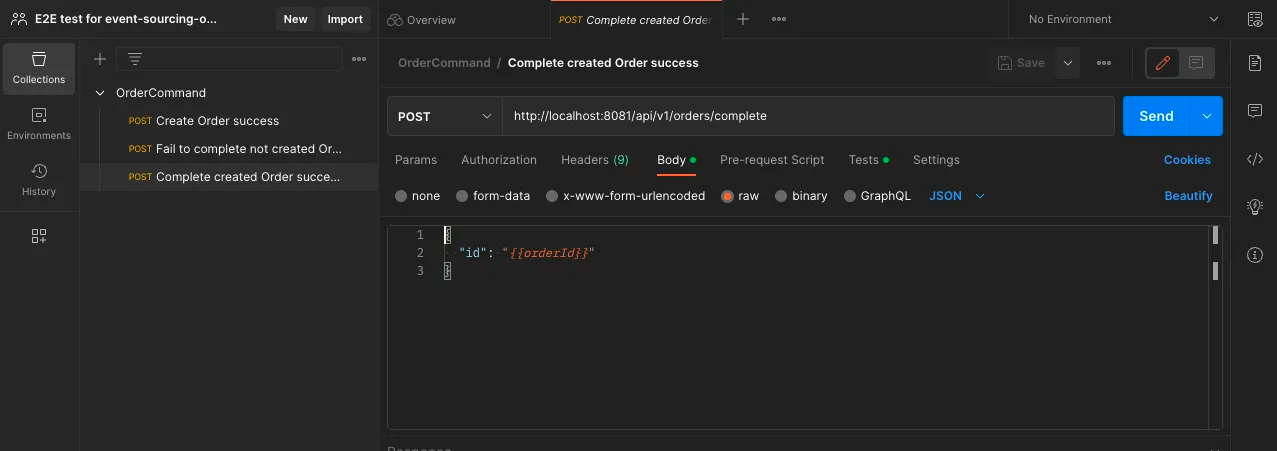 E2E test for event-sourcing-o... New Import
Overview
POST Complete created Order
No Environment
Collections
Environments
History
OrderCommand
POST Create Order success
POST Fail to complete not created Or...
POST Complete created Order succe...
OrderCommand / Complete created Order success
Save
POST http://localhost:8081/api/v1/orders/complete
Send
Params Authorization Headers (9) Body Pre-request Script Tests Settings Cookies
none form-data x-www-form-urlencoded raw binary GraphQL JSON Beautify
1 {
2 "id": "{{orderId}}"
3 }
Response